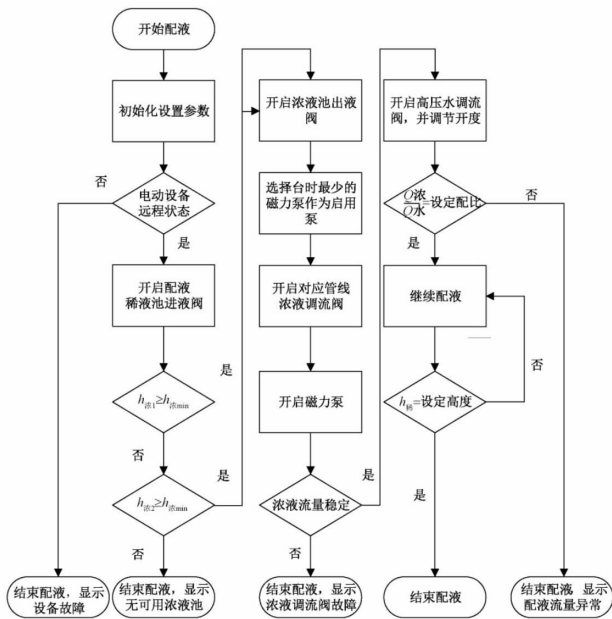 开始配液
初始化设置参数
否
电动设备
远程状态
是
开启配液
稀液池进液阀
是
h浓1≥h浓min
否
是
h浓2≥h浓min
否
结束配液，显示
设备故障
结束配液，显示
无可用浓液池
开启浓液池出液
阀
选择台时最少的
磁力泵作为启用
泵
开启对应管线
浓液调流阀
开启磁力泵
是
浓液流量稳定
否
结束配液，显示
浓液调流阀故障
开启高压水调流
阀，并调节开度
Q浓
Q水=设定配比
否
是
继续配液
否
h稀=设定高度
是
结束配液
结束配液 显示
配液流量异常